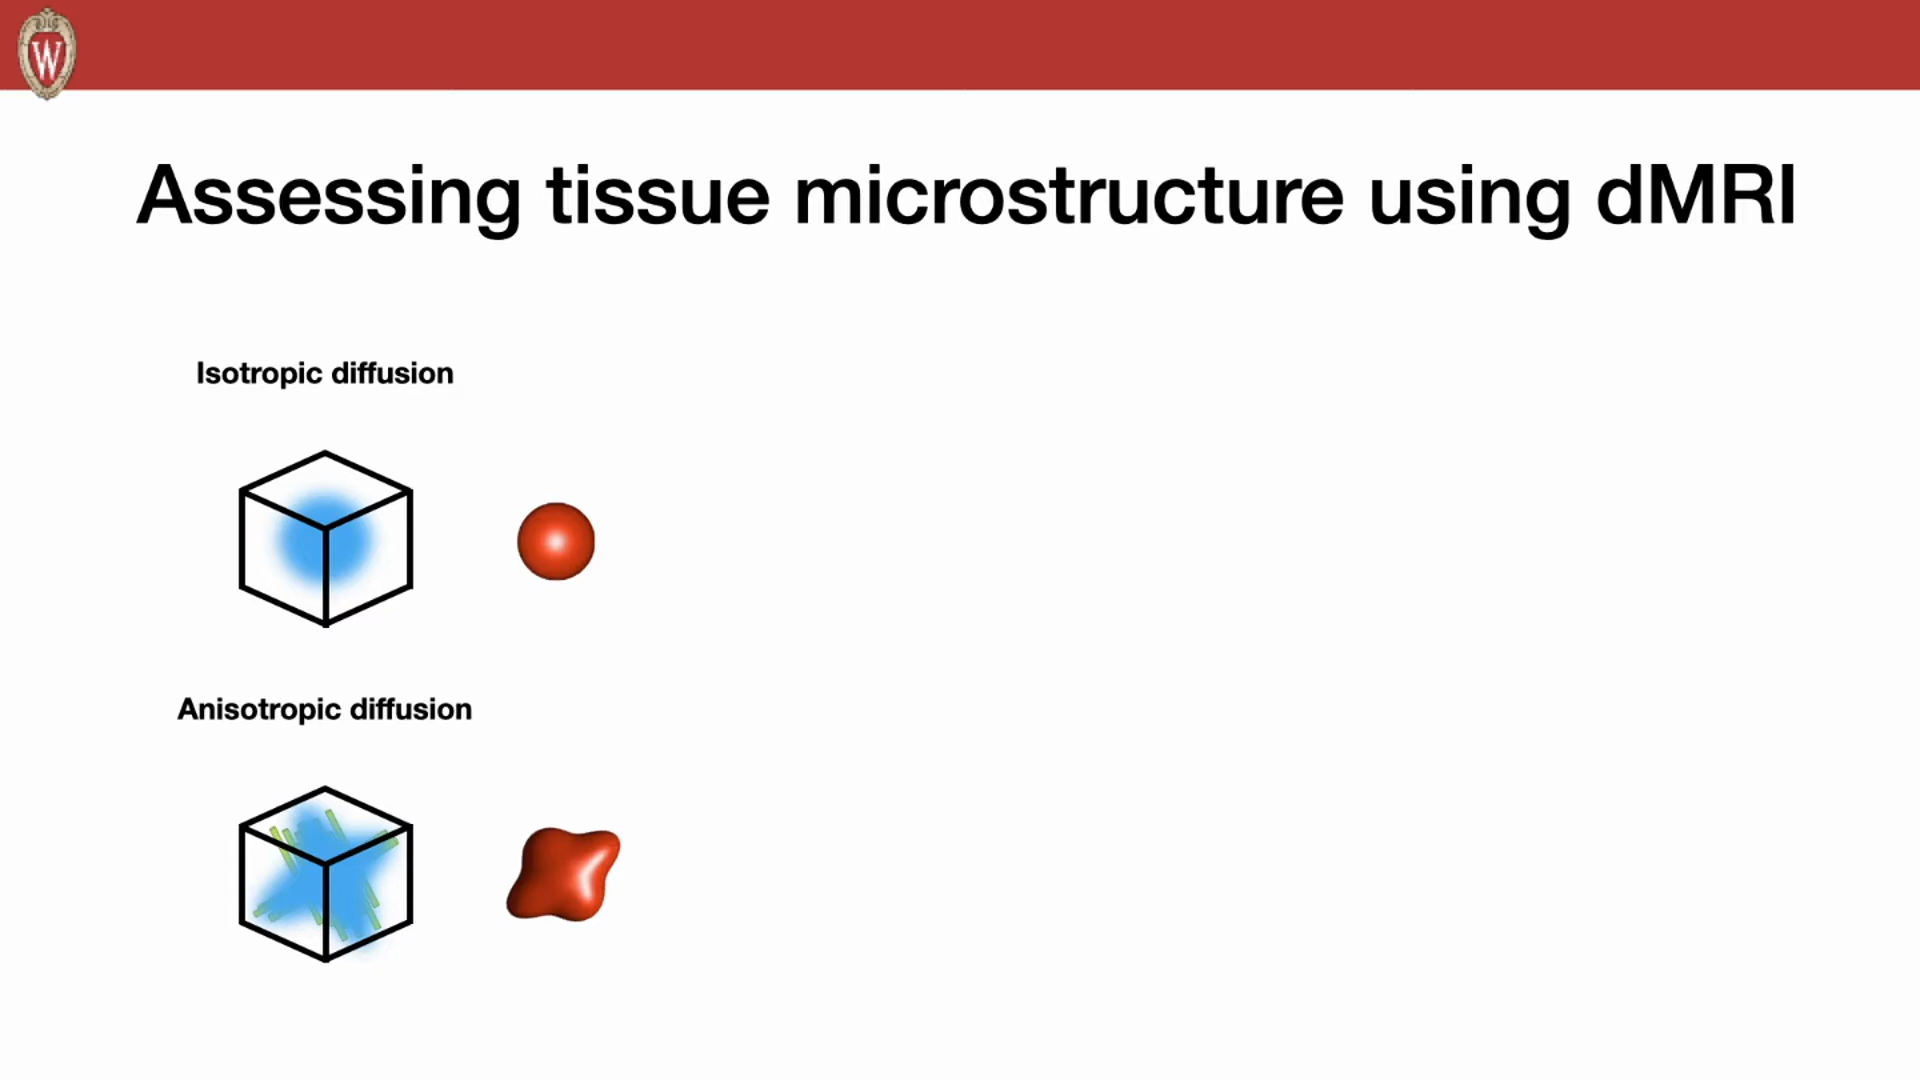 W
Assessing tissue microstructure using dMRI
Isotropic diffusion
Anisotropic diffusion